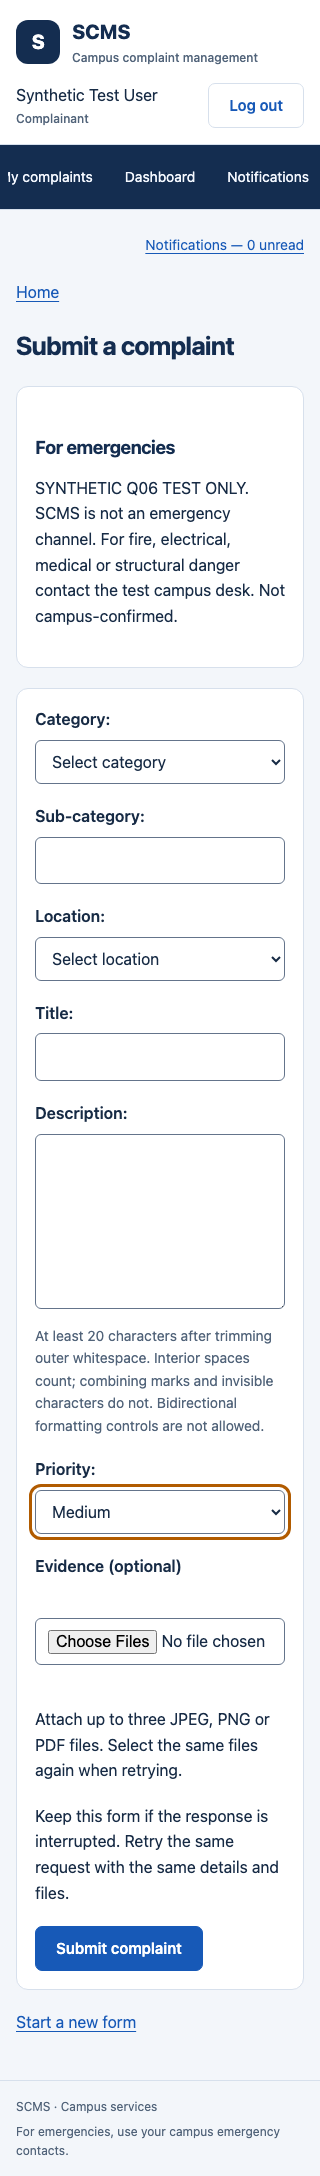 S
SCMS
Campus complaint management
Synthetic Test User
Complainant
Log out
complaints
Dashboard
Notifications
Notifications — 0 unread
Home
Submit a complaint
For emergencies
SYNTHETIC Q06 TEST ONLY.
SCMS is not an emergency
channel. For fire, electrical,
medical or structural danger
contact the test campus desk. Not
campus-confirmed.
Category:
Select category
Sub-category:
Location:
Select location
Title:
Description:
At least 20 characters after trimming
outer whitespace. Interior spaces
count; combining marks and invisible
characters do not. Bidirectional
formatting controls are not allowed.
Priority:
Medium
Evidence (optional)
Choose Files No file chosen
Attach up to three JPEG, PNG or
PDF files. Select the same files
again when retrying.
Keep this form if the response is
interrupted. Retry the same
request with the same details and
files.
Submit complaint
Start a new form
SCMS · Campus services
For emergencies, use your campus emergency
contacts.